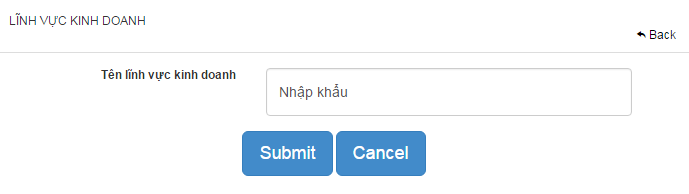 LĨNH VỰC KINH DOANH
Back
Tên lĩnh vực kinh doanh
Nhập khẩu
Submit Cancel